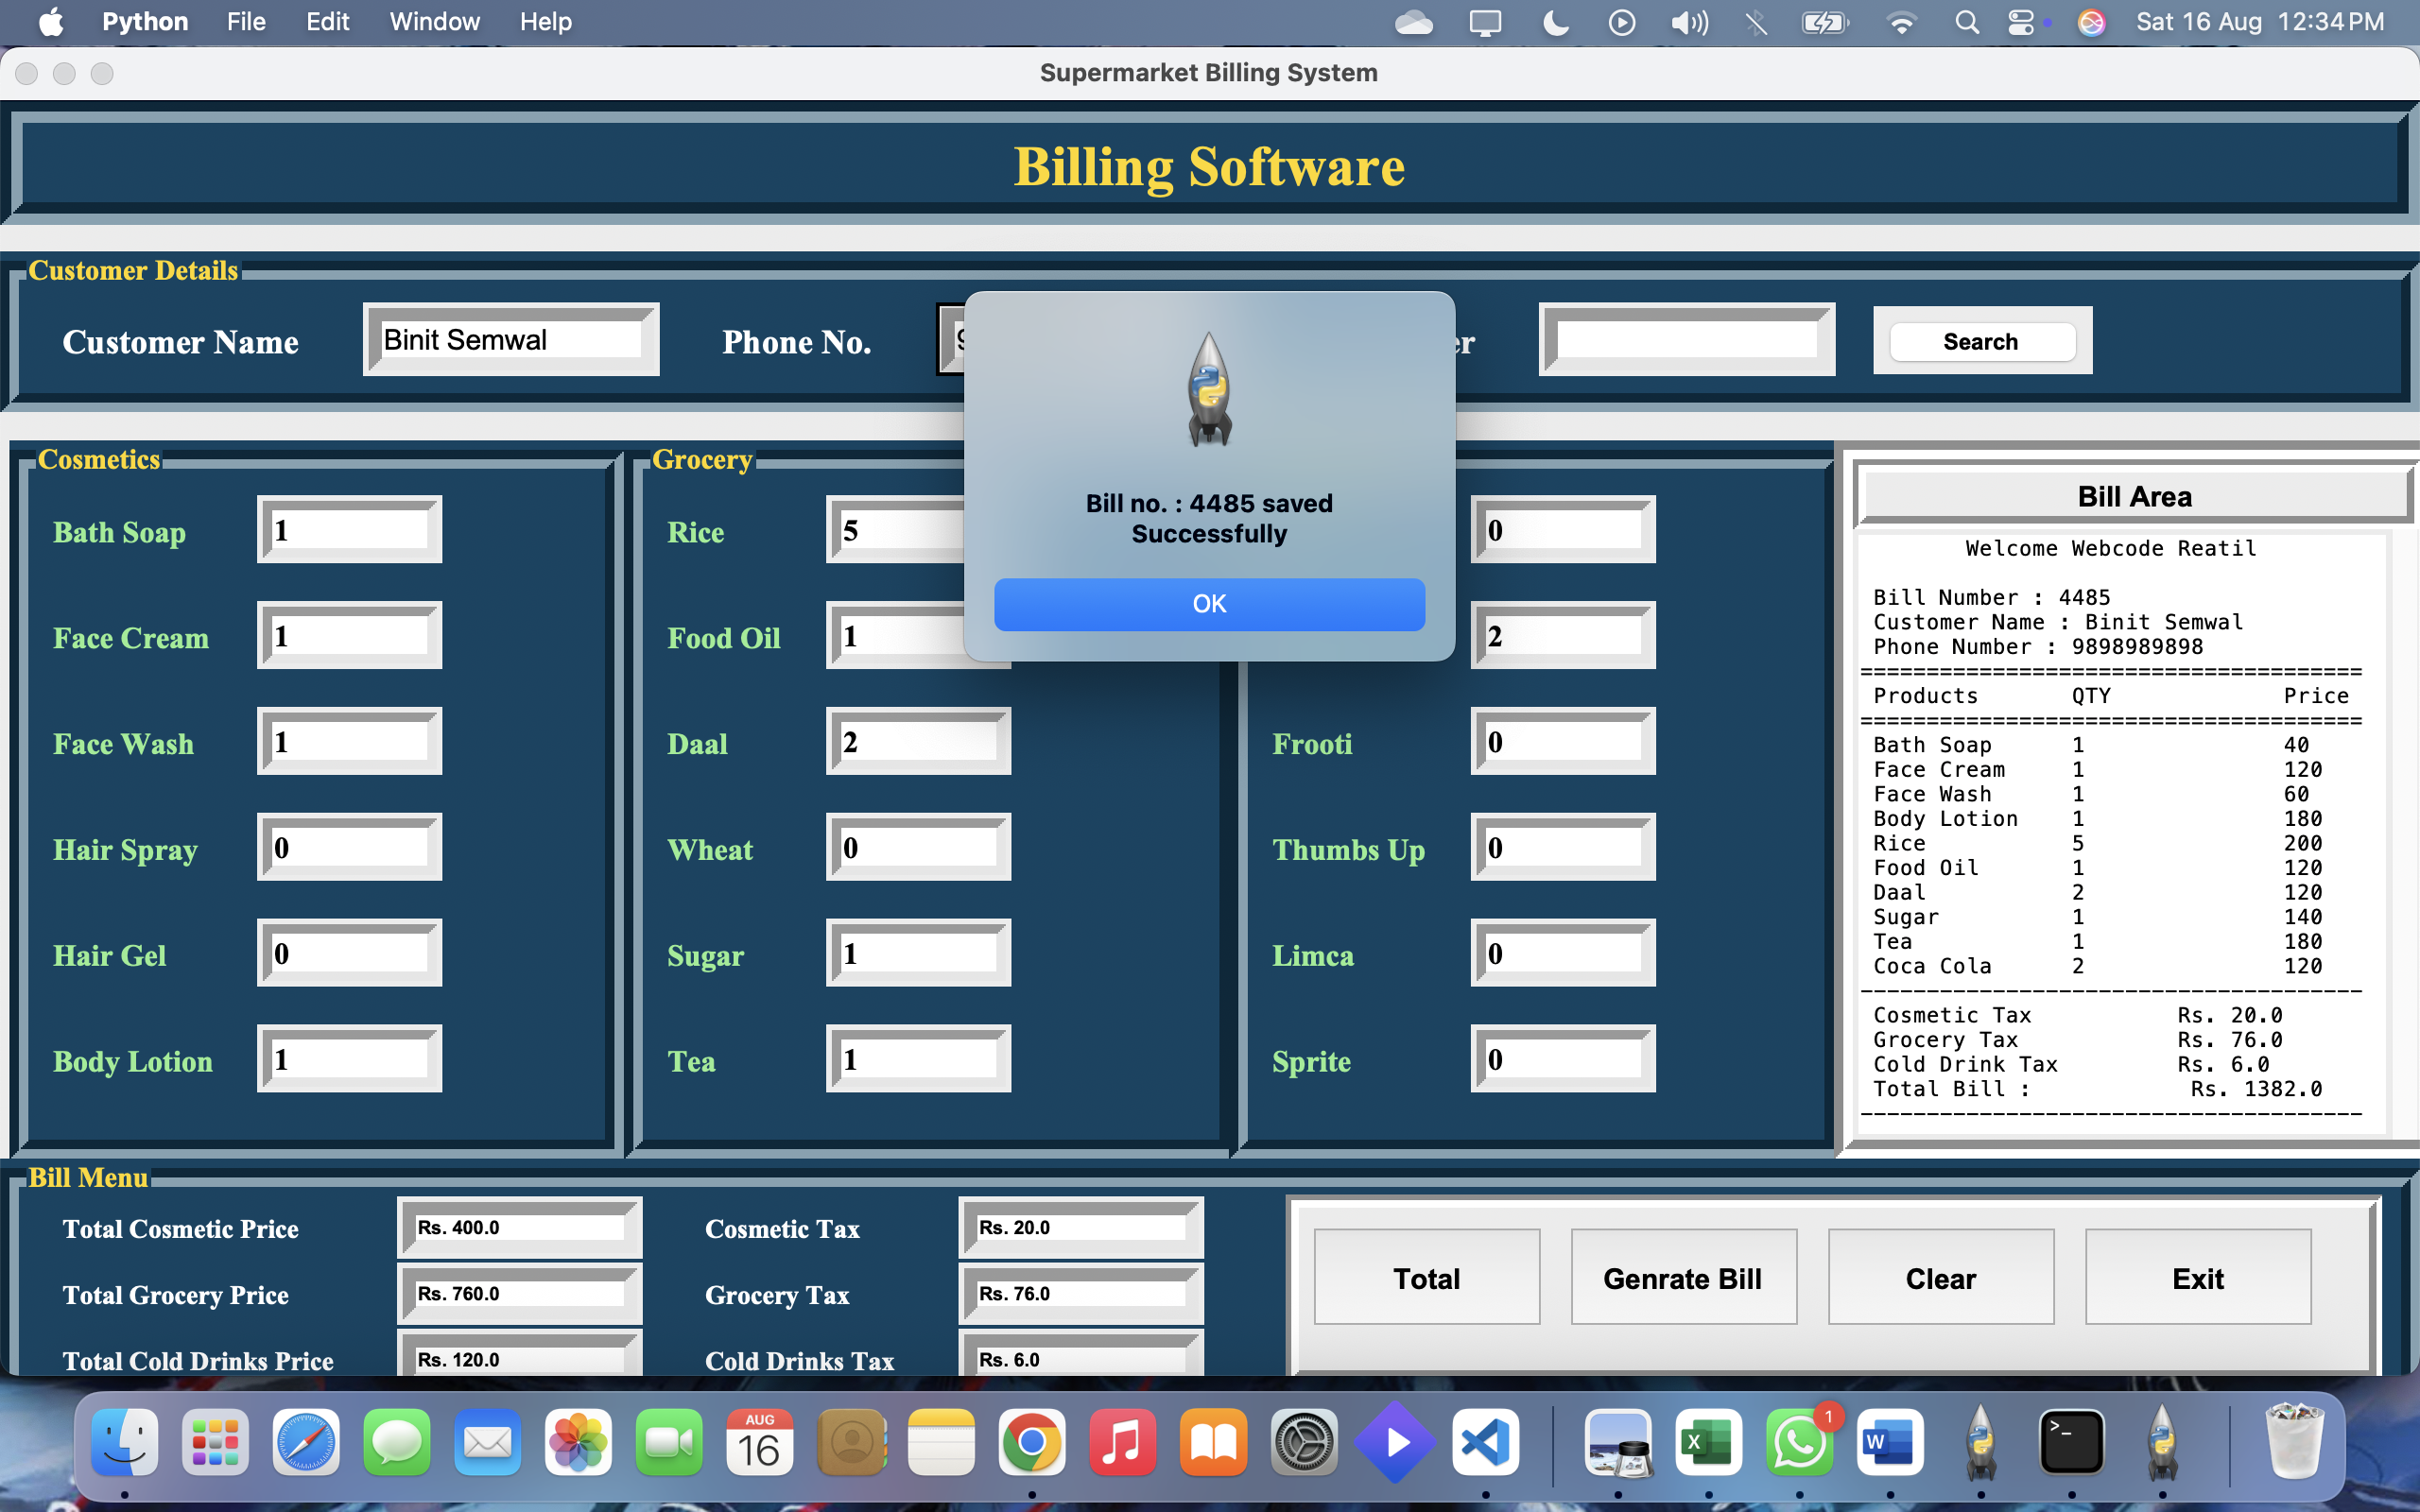 Python File Edit Window Help Sat 16 Aug 12:34 PM
Supermarket Billing System
Billing Software
Customer Details
Customer Name Binit Semwal Phone No. Search
Cosmetics
Bath Soap 1
Face Cream 1
Face Wash 1
Hair Spray 0
Hair Gel 0
Body Lotion 1
Grocery
Rice 5
Food Oil 1
Daal 2
Wheat 0
Sugar 1
Tea 1
Bill no. : 4485 saved
Successfully
OK
0
2
Frooti 0
Thumbs Up 0
Limca 0
Sprite 0
Bill Area
Welcome Webcode Reatil
Bill Number : 4485
Customer Name : Binit Semwal
Phone Number : 9898989898
======================================
Products QTY Price
======================================
Bath Soap 1 40
Face Cream 1 120
Face Wash 1 60
Body Lotion 1 180
Rice 5 200
Food Oil 1 120
Daal 2 120
Sugar 1 140
Tea 1 180
Coca Cola 2 120
--------------------------------------
Cosmetic Tax Rs. 20.0
Grocery Tax Rs. 76.0
Cold Drink Tax Rs. 6.0
Total Bill : Rs. 1382.0
--------------------------------------
Bill Menu
Total Cosmetic Price Rs. 400.0 Cosmetic Tax Rs. 20.0
Total Grocery Price Rs. 760.0 Grocery Tax Rs. 76.0
Total Cold Drinks Price Rs. 120.0 Cold Drinks Tax Rs. 6.0
Total Genrate Bill Clear Exit
AUG
16
X
1
W
>_